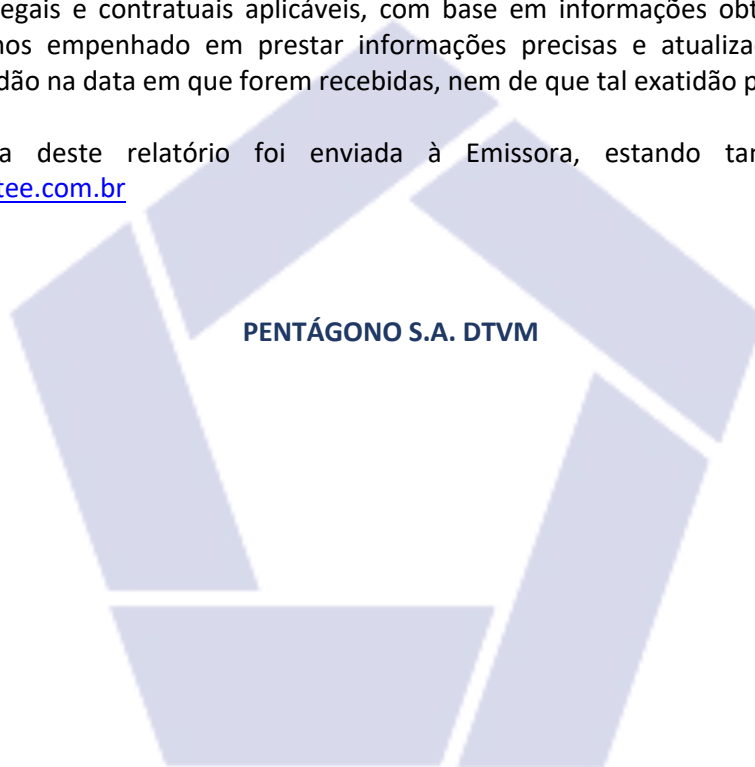 egais e contratuais aplicáveis, com base em informações obt
nos empenhado em prestar informações precisas e atualiza
dão na data em que forem recebidas, nem de que tal exatidão p
a deste relatório foi enviada à Emissora, estando tar
tee.com.br
PENTÁGONO S.A. DTVM